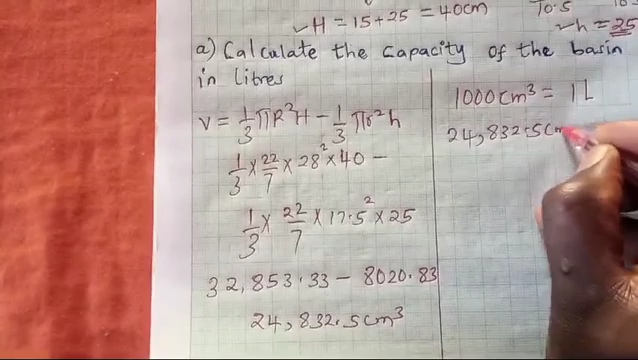 ✓H = 15+25 = 40cm
10.5
✓h = 25
a) Calculate the capacity of the basin
in litres
V = 1/3 πR²H − 1/3 πr²h
1/3 × 22/7 × 28² × 40 −
1/3 × 22/7 × 17.5² × 25
32,853.33 − 8020.83
24,832.5cm³
1000cm³ = 1L
24,832.5cm